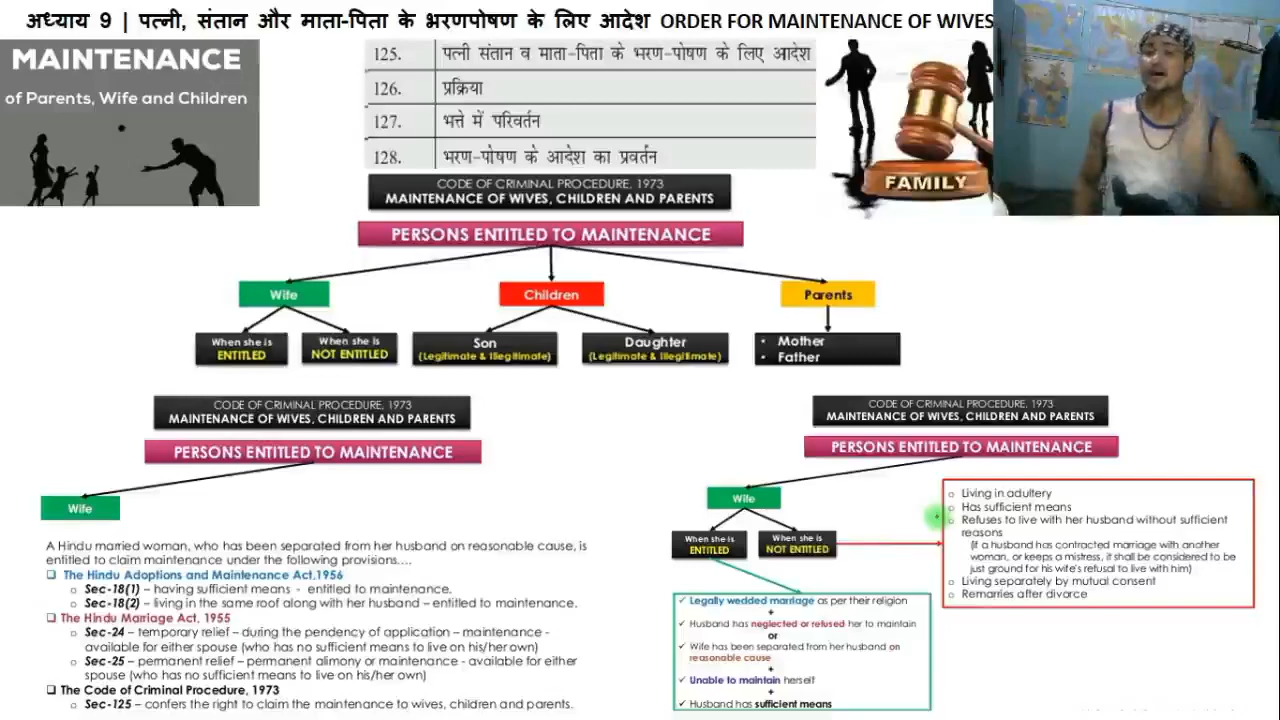 अध्याय 9 | पत्नी, संतान और माता-पिता के भरणपोषण के लिए आदेश ORDER FOR MAINTENANCE OF WIVES
MAINTENANCE
of Parents, Wife and Children
125. पत्नी संतान व माता-पिता के भरण-पोषण के लिए आदेश
126. प्रक्रिया
127. भत्ते में परिवर्तन
128. भरण-पोषण के आदेश का प्रवर्तन
FAMILY
CODE OF CRIMINAL PROCEDURE, 1973
MAINTENANCE OF WIVES, CHILDREN AND PARENTS
PERSONS ENTITLED TO MAINTENANCE
Wife
Children
Parents
When she is
ENTITLED
When she is
NOT ENTITLED
Son
(Legitimate & Illegitimate)
Daughter
(Legitimate & Illegitimate)
• Mother
• Father
CODE OF CRIMINAL PROCEDURE, 1973
MAINTENANCE OF WIVES, CHILDREN AND PARENTS
PERSONS ENTITLED TO MAINTENANCE
Wife
A Hindu married woman, who has been separated from her husband on reasonable cause, is
entitled to claim maintenance under the following provisions....
❑ The Hindu Adoptions and Maintenance Act,1956
o Sec-18(1) – having sufficient means - entitled to maintenance.
o Sec-18(2) – living in the same roof along with her husband – entitled to maintenance.
❑ The Hindu Marriage Act, 1955
o Sec-24 – temporary relief – during the pendency of application – maintenance -
available for either spouse (who has no sufficient means to live on his/her own)
o Sec-25 – permanent relief – permanent alimony or maintenance - available for either
spouse (who has no sufficient means to live on his/her own)
❑ The Code of Criminal Procedure, 1973
o Sec-125 – confers the right to claim the maintenance to wives, children and parents.
CODE OF CRIMINAL PROCEDURE, 1973
MAINTENANCE OF WIVES, CHILDREN AND PARENTS
PERSONS ENTITLED TO MAINTENANCE
Wife
When she is
ENTITLED
When she is
NOT ENTITLED
o Living in adultery
o Has sufficient means
o Refuses to live with her husband without sufficient
reasons
(if a husband has contracted marriage with another
woman, or keeps a mistress, it shall be considered to be
just ground for his wife's refusal to live with him)
o Living separately by mutual consent
o Remarries after divorce
✓ Legally wedded marriage as per their religion
+
✓ Husband has neglected or refused her to maintain
or
✓ Wife has been separated from her husband on
reasonable cause
+
✓ Unable to maintain herself
+
✓ Husband has sufficient means